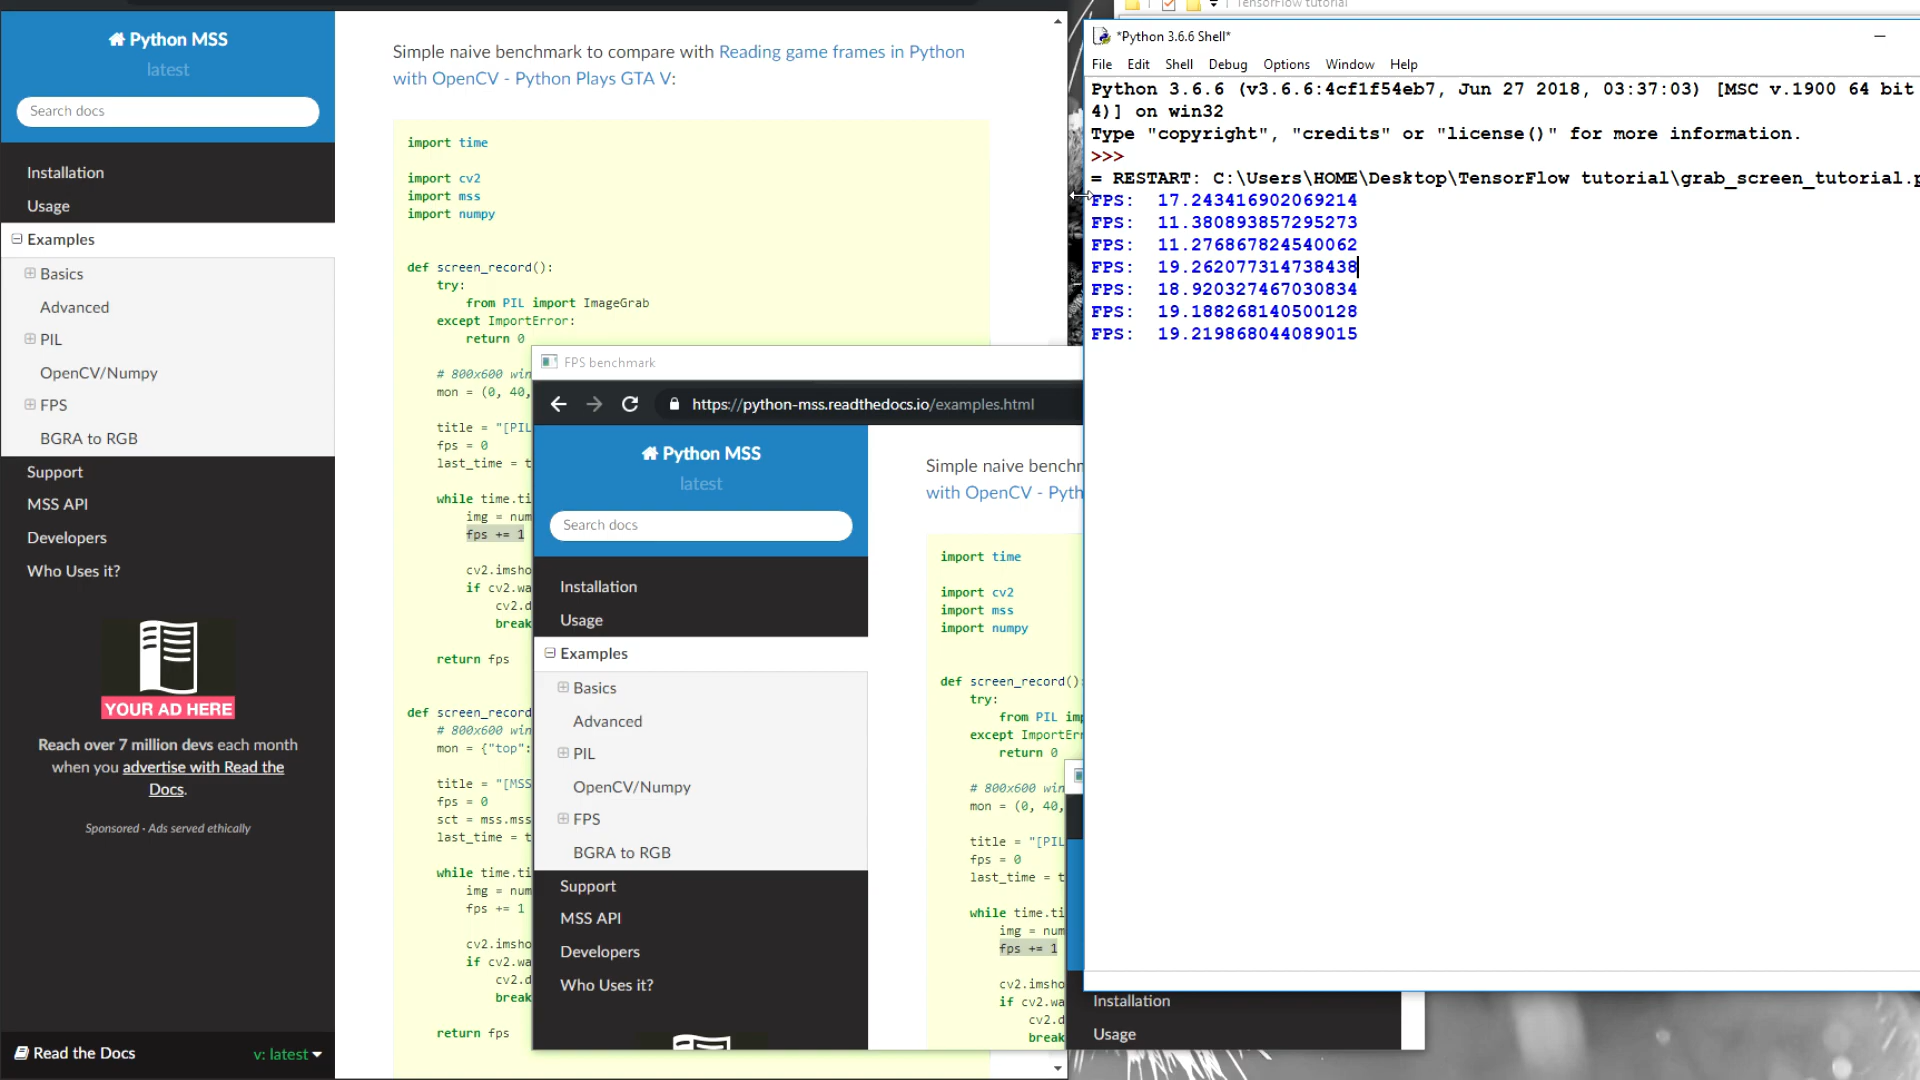 Python MSS
latest
Search docs
Installation
Usage
Examples
Basics
Advanced
PIL
OpenCV/Numpy
FPS
BGRA to RGB
Support
MSS API
Developers
Who Uses it?
YOUR AD HERE
Reach over 7 million devs each month
when you advertise with Read the
Docs.
Sponsored · Ads served ethically
Read the Docs
v: latest
Simple naive benchmark to compare with Reading game frames in Python
with OpenCV - Python Plays GTA V:
import time
import cv2
import mss
import numpy
def screen_record():
try:
from PIL import ImageGrab
except ImportError:
return 0
# 800x600 win
mon = (0, 40,
title = "[PIL
fps = 0
last_time = t
while time.ti
img = num
fps += 1
cv2.imsho
if cv2.wa
cv2.d
break
return fps
def screen_record
# 800x600 win
mon = {"top":
title = "[MSS
fps = 0
sct = mss.mss
last_time = t
while time.ti
img = num
fps += 1
cv2.imsho
if cv2.wa
cv2.d
break
return fps
FPS benchmark
https://python-mss.readthedocs.io/examples.html
Python MSS
latest
Search docs
Installation
Usage
Examples
Basics
Advanced
PIL
OpenCV/Numpy
FPS
BGRA to RGB
Support
MSS API
Developers
Who Uses it?
Simple naive benchm
with OpenCV - Pyth
import time
import cv2
import mss
import numpy
def screen_record():
try:
from PIL imp
except ImportErr
return 0
# 800x600 win
mon = (0, 40,
title = "[PIL
fps = 0
last_time = t
while time.ti
img = num
fps += 1
cv2.imsho
if cv2.wa
cv2.d
break
TensorFlow tutorial
*Python 3.6.6 Shell*
File Edit Shell Debug Options Window Help
Python 3.6.6 (v3.6.6:4cf1f54eb7, Jun 27 2018, 03:37:03) [MSC v.1900 64 bit
4)] on win32
Type "copyright", "credits" or "license()" for more information.
>>>
= RESTART: C:\Users\HOME\Desktop\TensorFlow tutorial\grab_screen_tutorial.p
FPS:  17.243416902069214
FPS:  11.380893857295273
FPS:  11.276867824540062
FPS:  19.262077314738438
FPS:  18.920327467030834
FPS:  19.188268140500128
FPS:  19.219868044089015
Installation
Usage